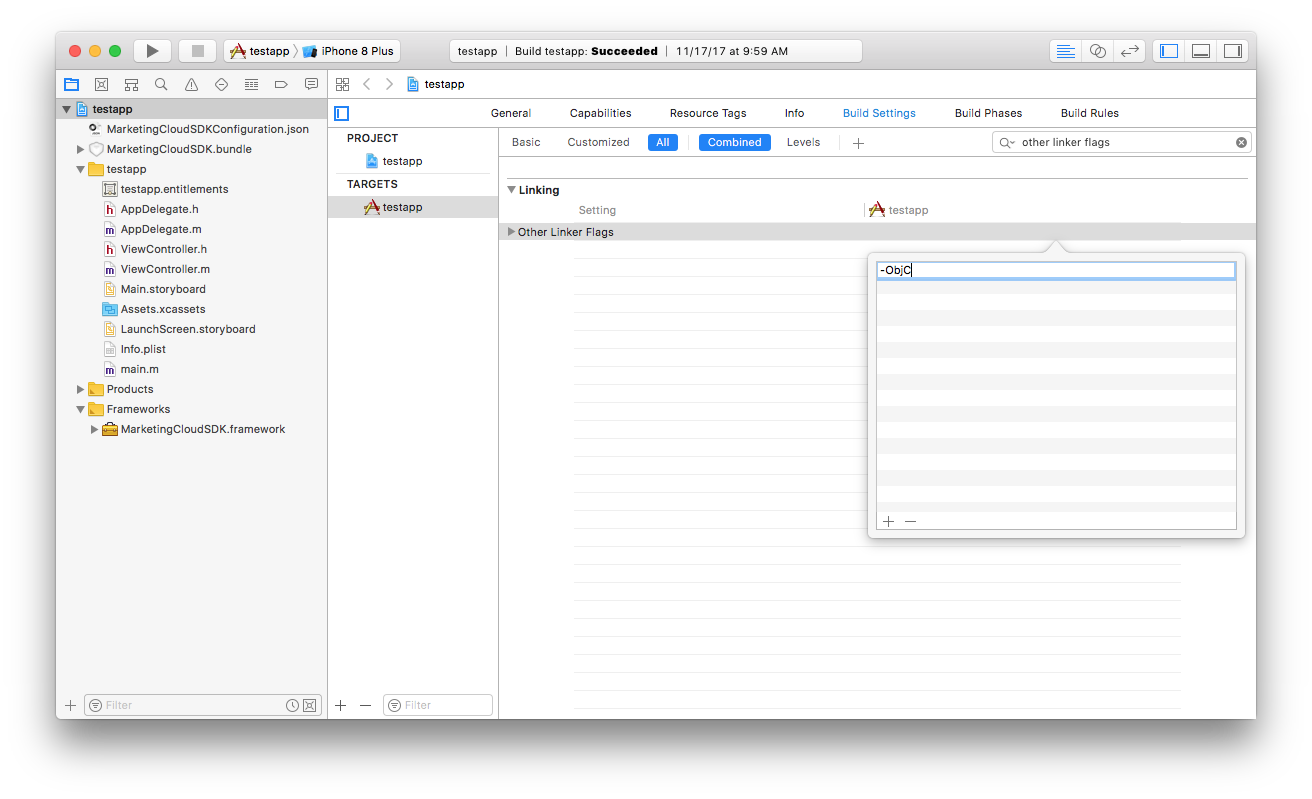 testapp iPhone 8 Plus testapp | Build testapp: Succeeded | 11/17/17 at 9:59 AM
testapp
testapp
MarketingCloudSDKConfiguration.json
MarketingCloudSDK.bundle
testapp
testapp.entitlements
AppDelegate.h
AppDelegate.m
ViewController.h
ViewController.m
Main.storyboard
Assets.xcassets
LaunchScreen.storyboard
Info.plist
main.m
Products
Frameworks
MarketingCloudSDK.framework
Filter
General Capabilities Resource Tags Info Build Settings Build Phases Build Rules
PROJECT
testapp
TARGETS
testapp
Filter
Basic Customized All Combined Levels other linker flags
Linking
Setting testapp
Other Linker Flags
-ObjC